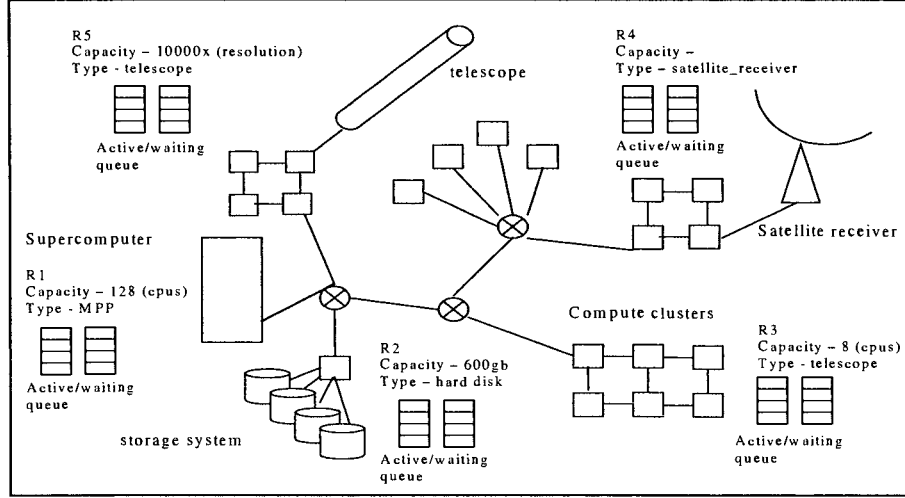 R5
Capacity – 10000x (resolution)
Type - telescope
Active/waiting
queue
telescope
R4
Capacity –
Type – satellite_receiver
Active/waiting
queue
Satellite receiver
Supercomputer
R1
Capacity – 128 (cpus)
Type - MPP
Active/waiting
queue
storage system
R2
Capacity – 600gb
Type – hard disk
Active/waiting
queue
Compute clusters
R3
Capacity – 8 (cpus)
Type - telescope
Active/waiting
queue